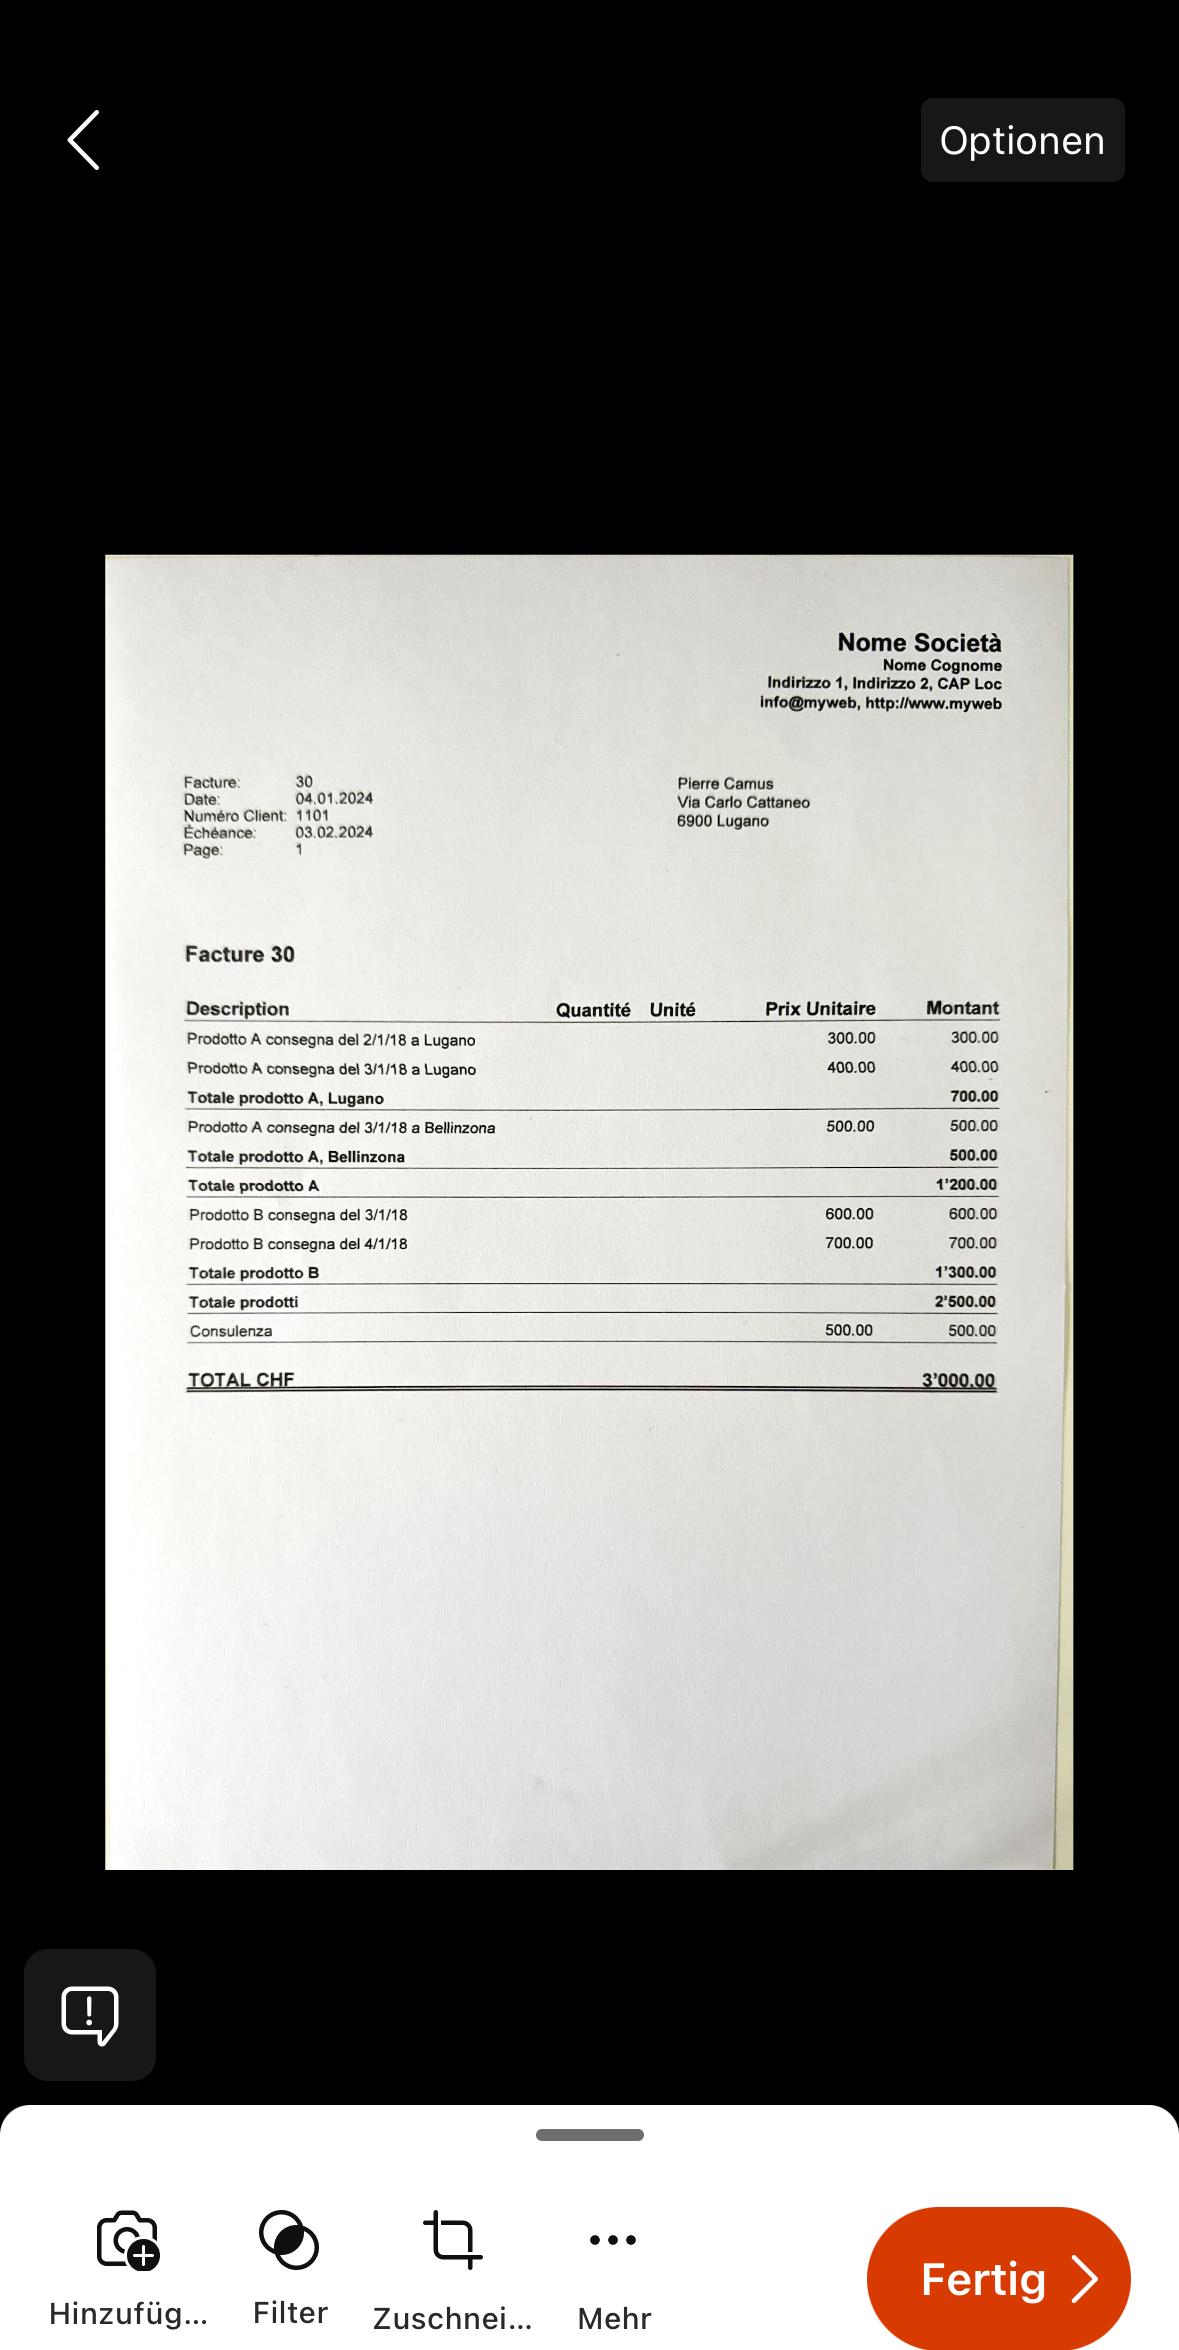 Optionen
Nome Società
Nome Cognome
Indirizzo 1, Indirizzo 2, CAP Loc
info@myweb, http://www.myweb
Facture: 30
Date: 04.01.2024
Numéro Client: 1101
Échéance: 03.02.2024
Page: 1
Pierre Camus
Via Carlo Cattaneo
6900 Lugano
Facture 30
Description Quantité Unité Prix Unitaire Montant
Prodotto A consegna del 2/1/18 a Lugano 300.00 300.00
Prodotto A consegna del 3/1/18 a Lugano 400.00 400.00
Totale prodotto A, Lugano 700.00
Prodotto A consegna del 3/1/18 a Bellinzona 500.00 500.00
Totale prodotto A, Bellinzona 500.00
Totale prodotto A 1'200.00
Prodotto B consegna del 3/1/18 600.00 600.00
Prodotto B consegna del 4/1/18 700.00 700.00
Totale prodotto B 1'300.00
Totale prodotti 2'500.00
Consulenza 500.00 500.00
TOTAL CHF 3'000.00
Hinzufüg... Filter Zuschnei... Mehr Fertig